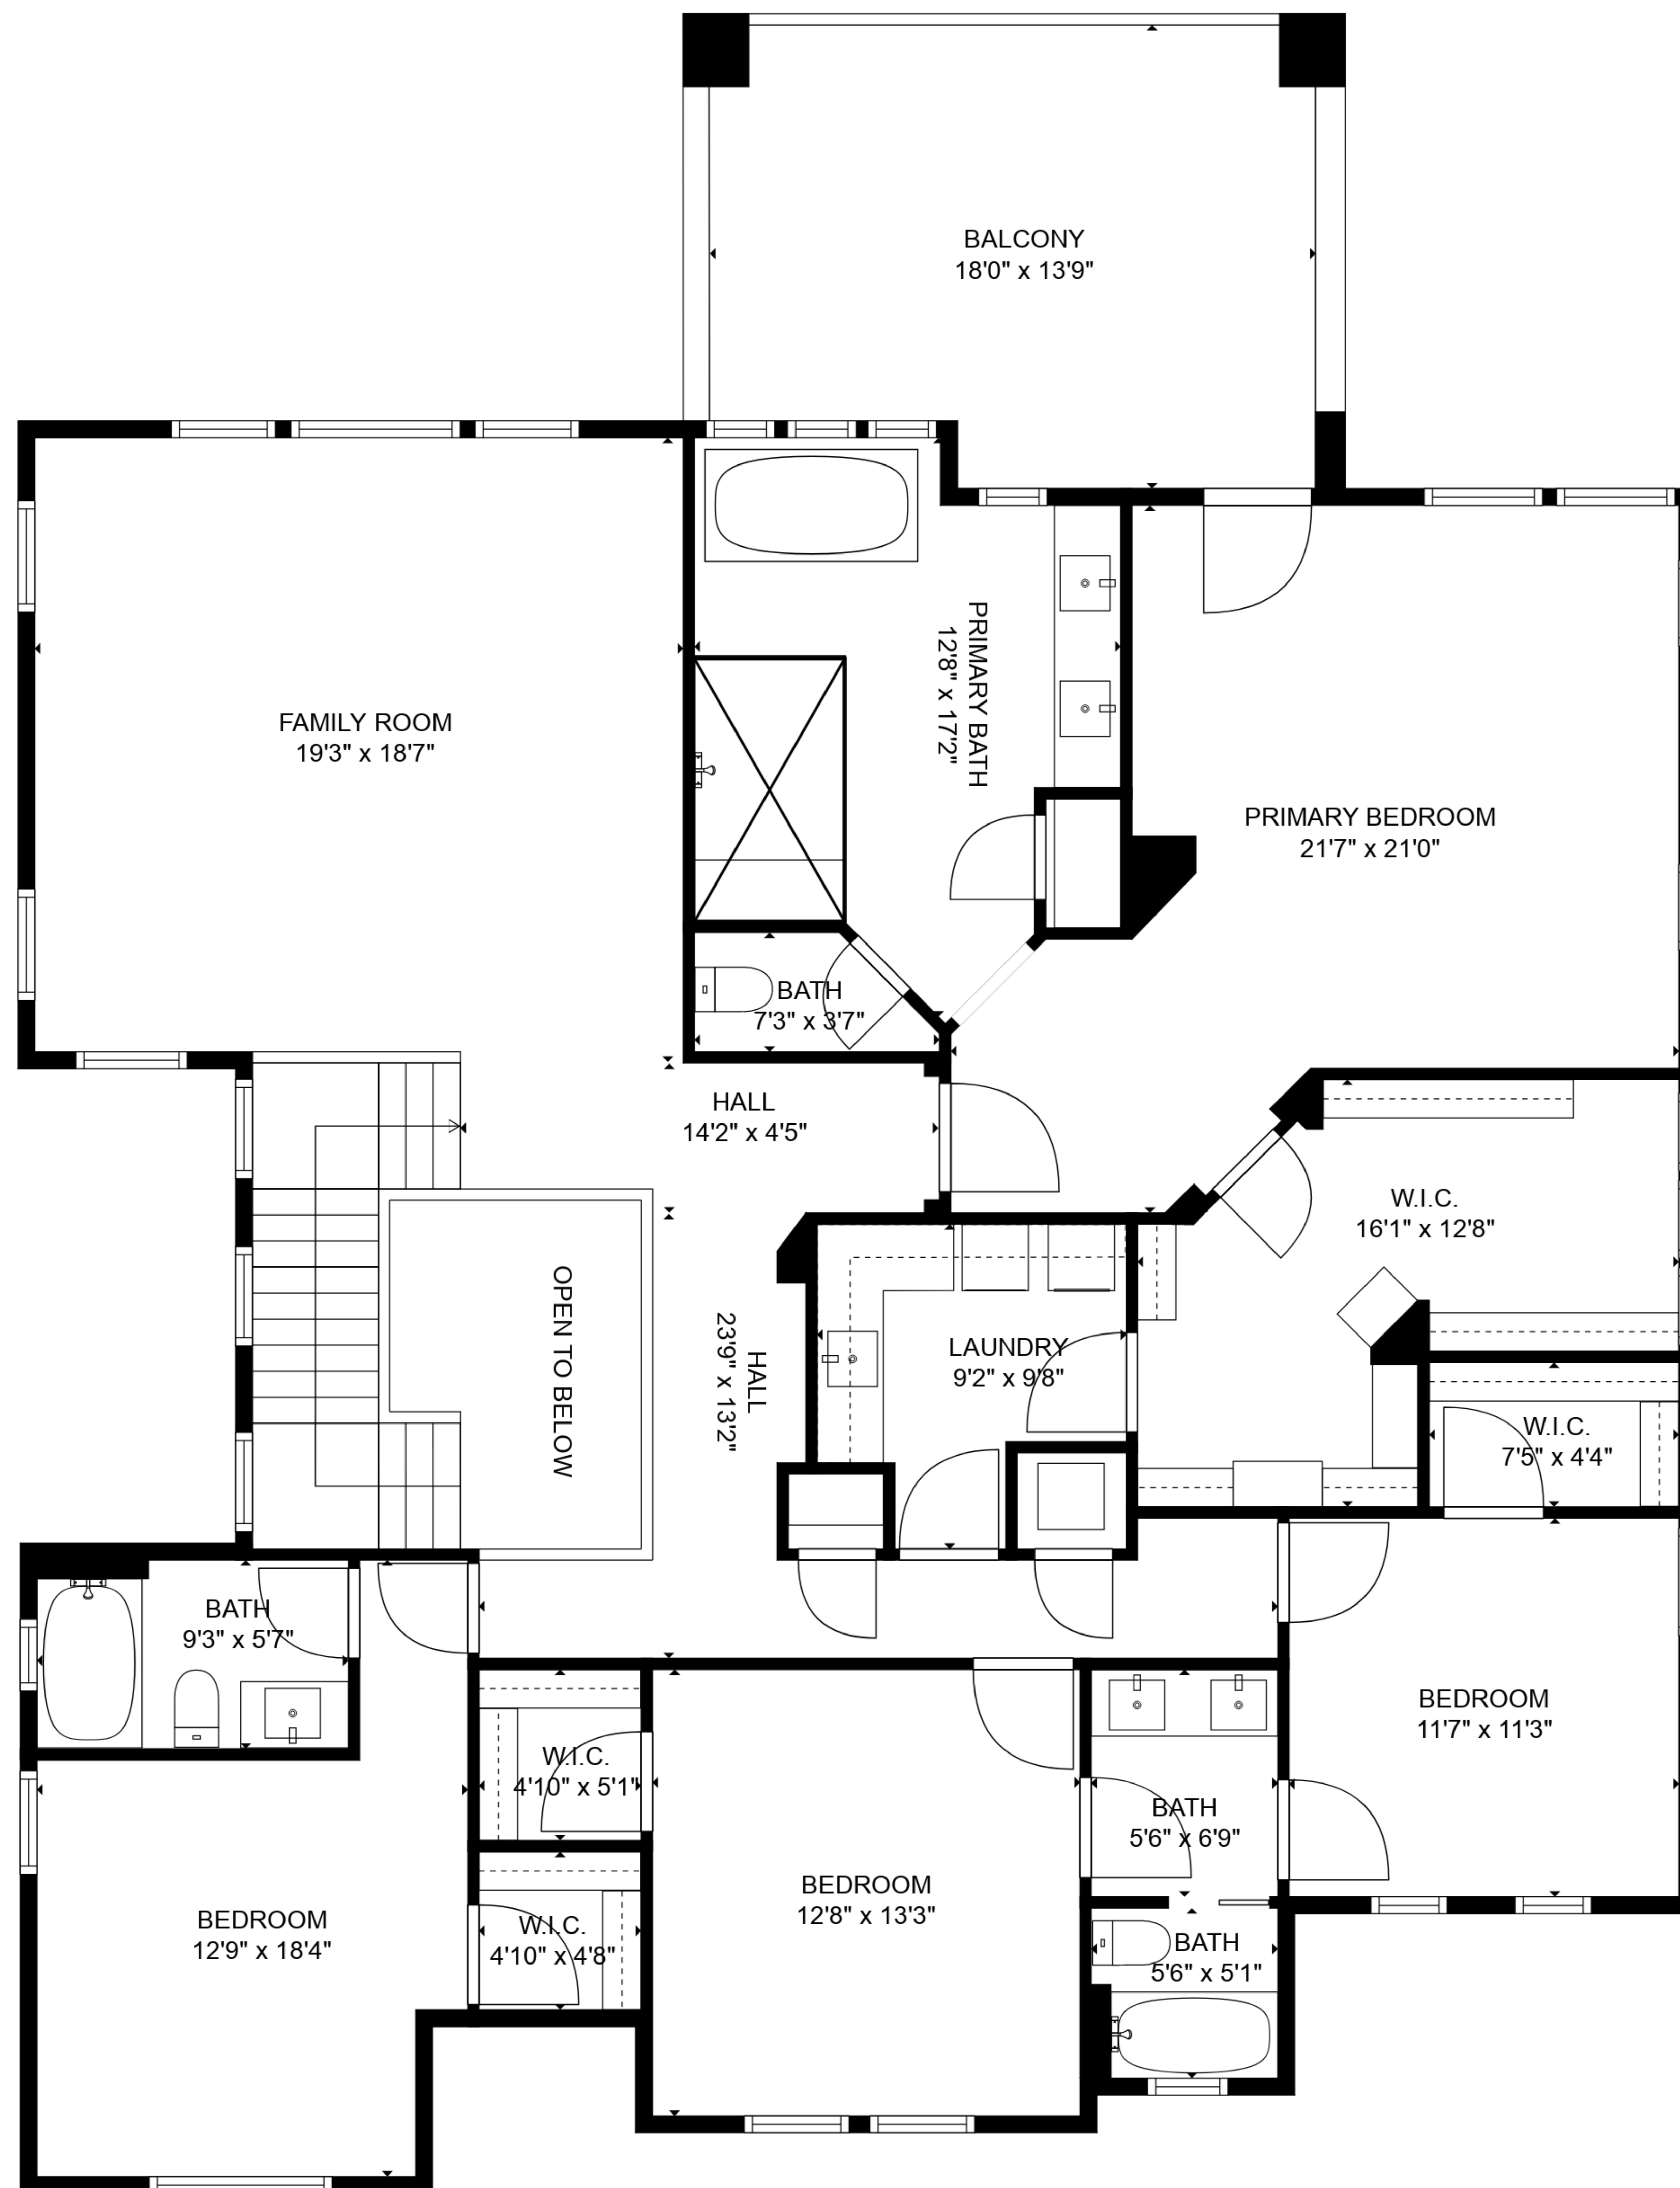 BALCONY
18'0" x 13'9"
PRIMARY BATH
12'8" x 17'2"
FAMILY ROOM
19'3" x 18'7"
PRIMARY BEDROOM
21'7" x 21'0"
BATH
7'3" x 3'7"
HALL
14'2" x 4'5"
W.I.C.
16'1" x 12'8"
OPEN TO BELOW
HALL
23'9" x 13'2"
LAUNDRY
9'2" x 9'8"
W.I.C.
7'5" x 4'4"
BATH
9'3" x 5'7"
BEDROOM
11'7" x 11'3"
W.I.C.
4'10" x 5'1"
BATH
5'6" x 6'9"
BEDROOM
12'8" x 13'3"
BEDROOM
12'9" x 18'4"
W.I.C.
4'10" x 4'8"
BATH
5'6" x 5'1"